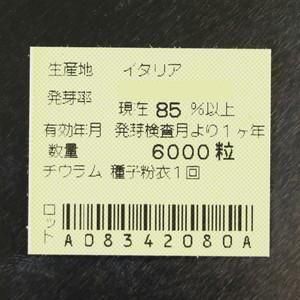 生産地 イタリア
発芽率
現在 85 %以上
有効年月 発芽検査月より1ヶ年
数量 6000粒
チウラム 種子粉衣1回
ロット
A08342080A